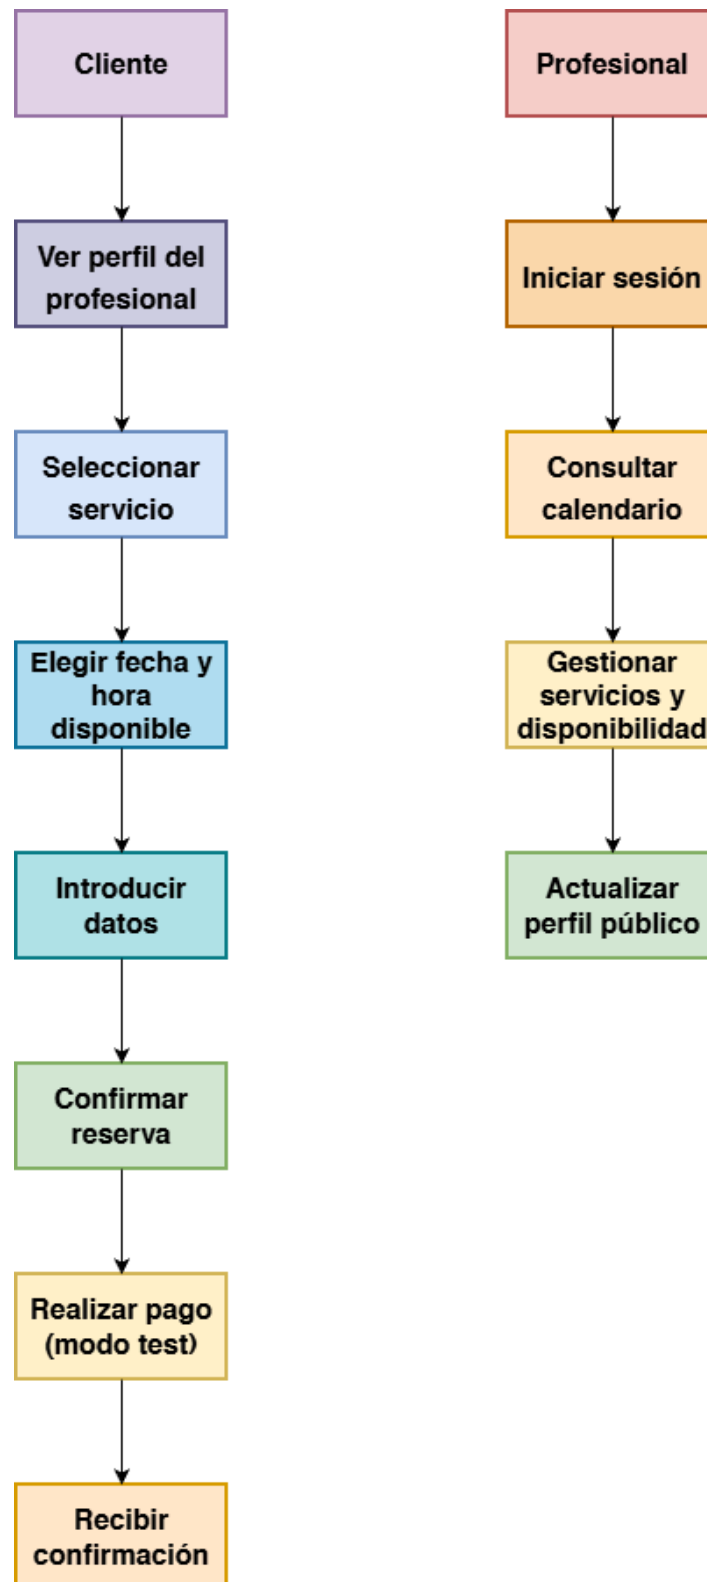 Cliente
Ver perfil del
profesional
Seleccionar
servicio
Elegir fecha y
hora
disponible
Introducir
datos
Confirmar
reserva
Realizar pago
(modo test)
Recibir
confirmación
Profesional
Iniciar sesión
Consultar
calendario
Gestionar
servicios y
disponibilidad
Actualizar
perfil público